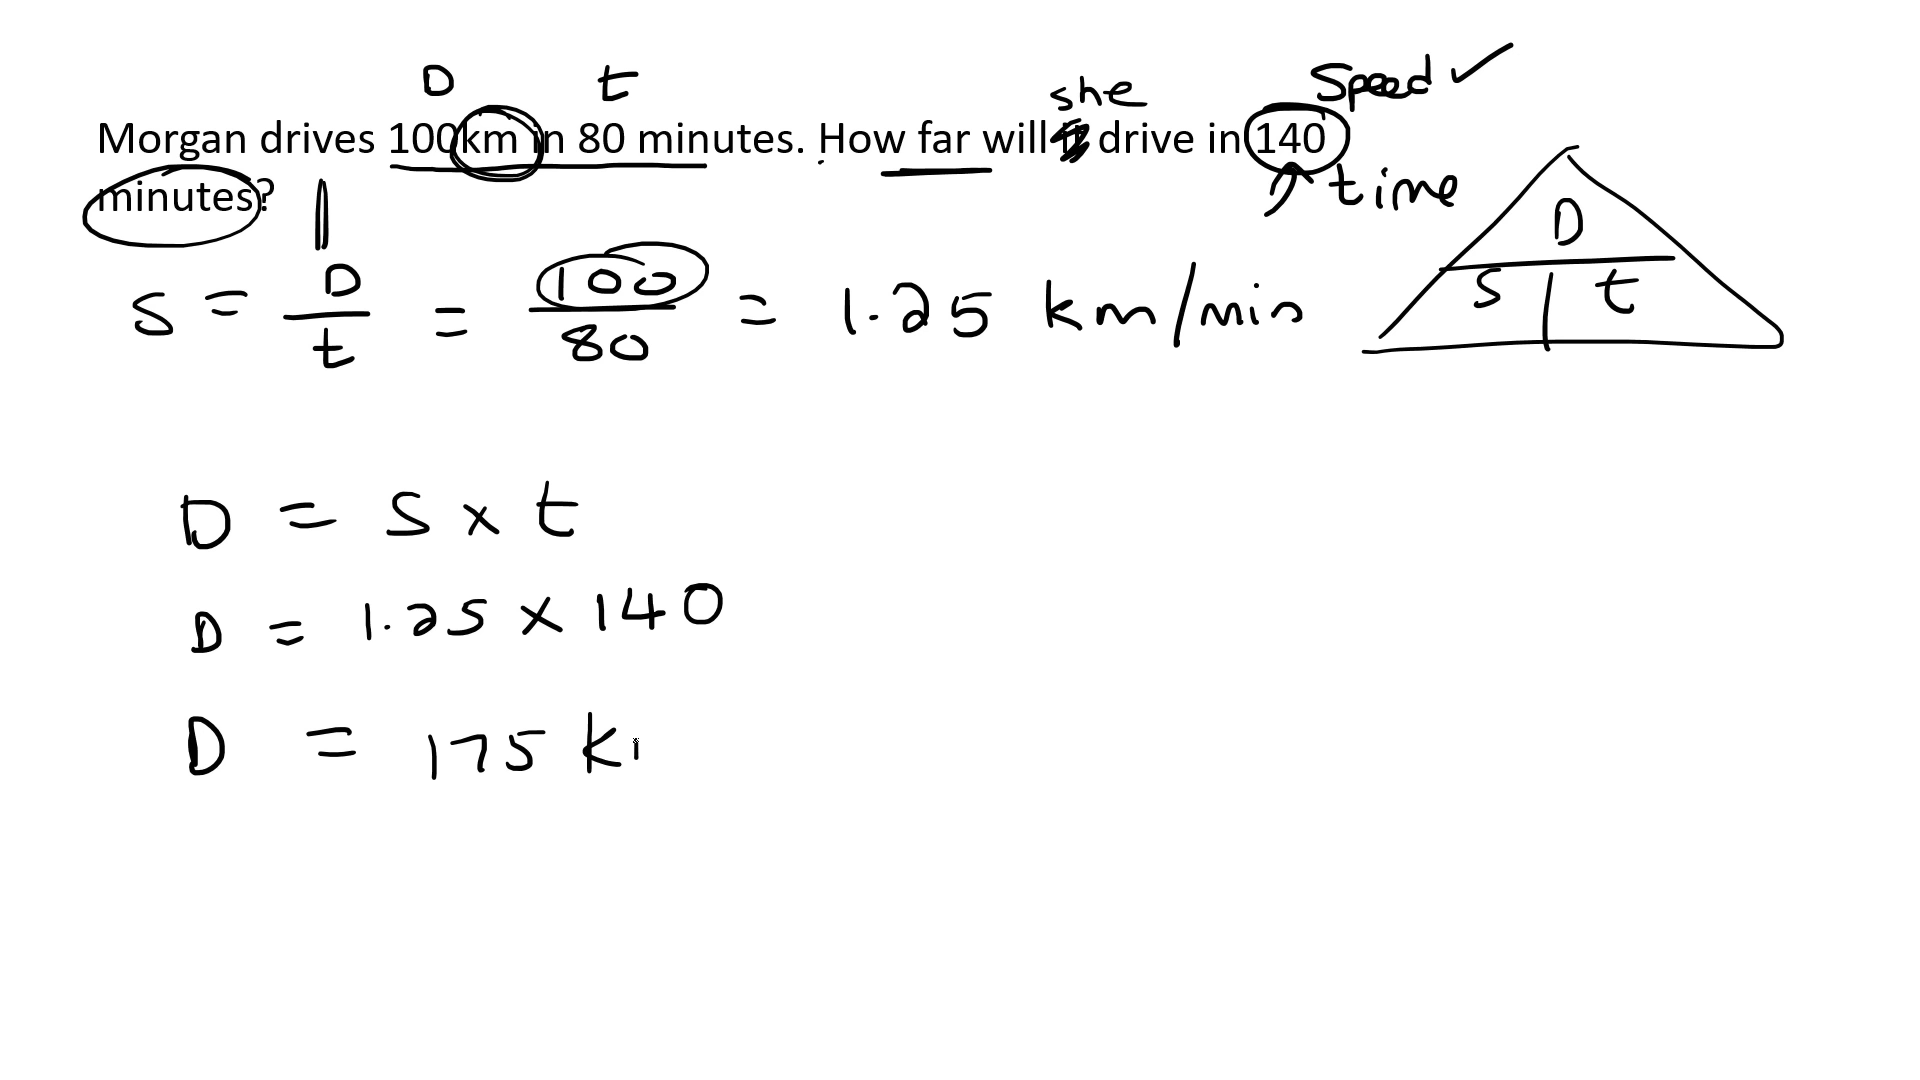 D t she Speed ✓
Morgan drives 100km in 80 minutes. How far will drive in 140
minutes? time
S = D/t = 100/80 = 1.25 km/min
D
S t
D = S x t
D = 1.25 x 140
D = 175 k